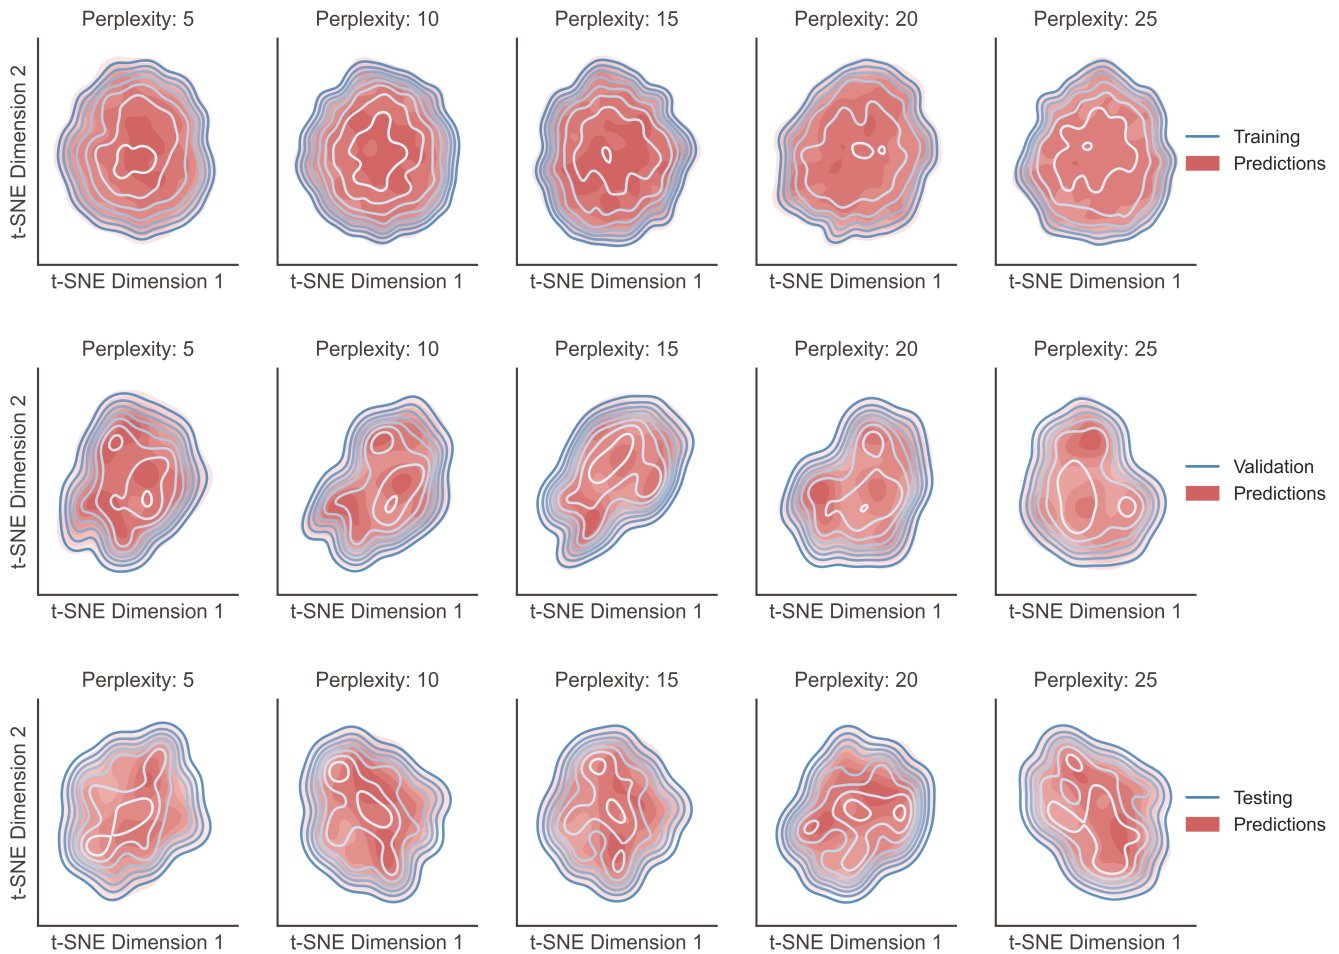 Perplexity: 5
Perplexity: 10
Perplexity: 15
Perplexity: 20
Perplexity: 25
t-SNE Dimension 2
t-SNE Dimension 1
t-SNE Dimension 1
t-SNE Dimension 1
t-SNE Dimension 1
t-SNE Dimension 1
Training
Predictions
Perplexity: 5
Perplexity: 10
Perplexity: 15
Perplexity: 20
Perplexity: 25
t-SNE Dimension 2
t-SNE Dimension 1
t-SNE Dimension 1
t-SNE Dimension 1
t-SNE Dimension 1
t-SNE Dimension 1
Validation
Predictions
Perplexity: 5
Perplexity: 10
Perplexity: 15
Perplexity: 20
Perplexity: 25
t-SNE Dimension 2
t-SNE Dimension 1
t-SNE Dimension 1
t-SNE Dimension 1
t-SNE Dimension 1
t-SNE Dimension 1
Testing
Predictions